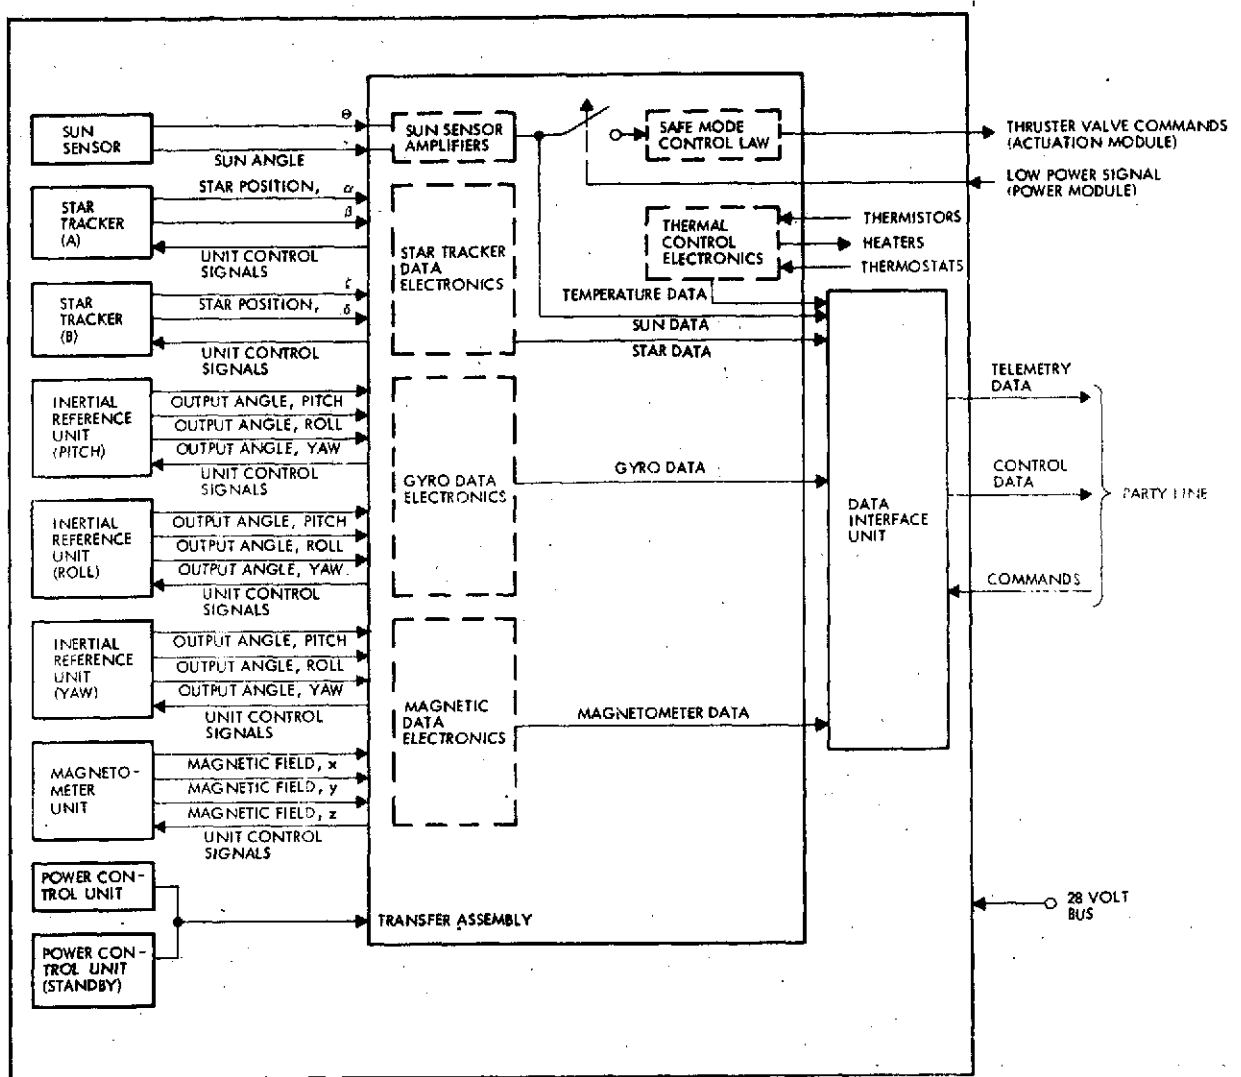 SUN
SENSOR
Θ
SUN ANGLE
SUN SENSOR
AMPLIFIERS
SAFE MODE
CONTROL LAW
THRUSTER VALVE COMMANDS
(ACTUATION MODULE)
LOW POWER SIGNAL
(POWER MODULE)
STAR
TRACKER
(A)
STAR POSITION, α
β
UNIT CONTROL
SIGNALS
STAR TRACKER
DATA
ELECTRONICS
THERMAL
CONTROL
ELECTRONICS
THERMISTORS
HEATERS
THERMOSTATS
TEMPERATURE DATA
SUN DATA
STAR DATA
STAR
TRACKER
(B)
STAR POSITION, δ
UNIT CONTROL
SIGNALS
INERTIAL
REFERENCE
UNIT
(PITCH)
OUTPUT ANGLE, PITCH
OUTPUT ANGLE, ROLL
OUTPUT ANGLE, YAW
UNIT CONTROL
SIGNALS
GYRO DATA
ELECTRONICS
GYRO DATA
DATA
INTERFACE
UNIT
TELEMETRY
DATA
CONTROL
DATA
COMMANDS
PARTY LINE
INERTIAL
REFERENCE
UNIT
(ROLL)
OUTPUT ANGLE, PITCH
OUTPUT ANGLE, ROLL
OUTPUT ANGLE, YAW
UNIT CONTROL
SIGNALS
INERTIAL
REFERENCE
UNIT
(YAW)
OUTPUT ANGLE, PITCH
OUTPUT ANGLE, ROLL
OUTPUT ANGLE, YAW
UNIT CONTROL
SIGNALS
MAGNETIC
DATA
ELECTRONICS
MAGNETOMETER DATA
MAGNETO-
METER
UNIT
MAGNETIC FIELD, x
MAGNETIC FIELD, y
MAGNETIC FIELD, z
UNIT CONTROL
SIGNALS
POWER CON-
TROL UNIT
POWER CON-
TROL UNIT
(STANDBY)
TRANSFER ASSEMBLY
28 VOLT
BUS